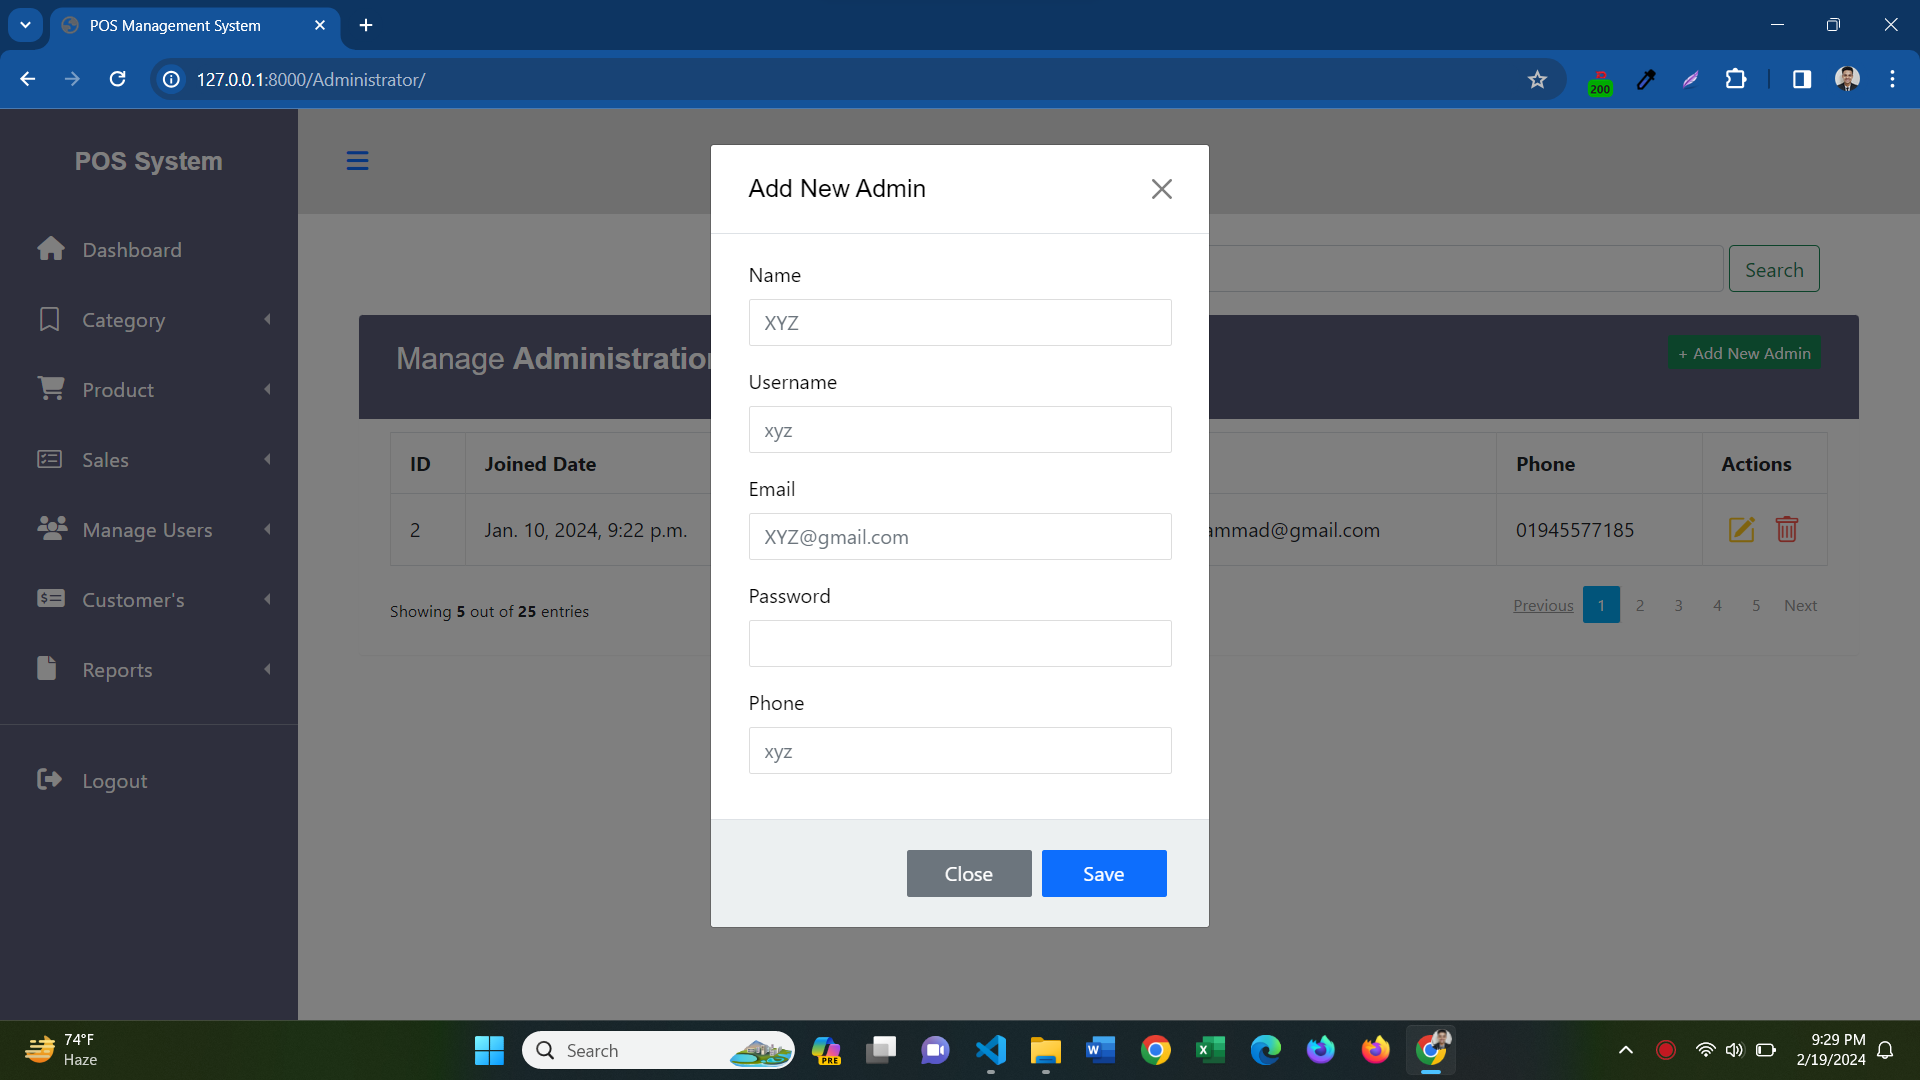 POS Management System
127.0.0.1:8000/Administrator/
200
POS System
Dashboard
Category
Product
Sales
Manage Users
Customer's
Reports
Logout
Search
Manage Administration
+ Add New Admin
ID Joined Date Phone Actions
2 Jan. 10, 2024, 9:22 p.m. ammad@gmail.com 01945577185
Showing 5 out of 25 entries
Previous 1 2 3 4 5 Next
Add New Admin
Name
XYZ
Username
xyz
Email
XYZ@gmail.com
Password
Phone
xyz
Close Save
74°F
Haze
Search
PRE
9:29 PM
2/19/2024